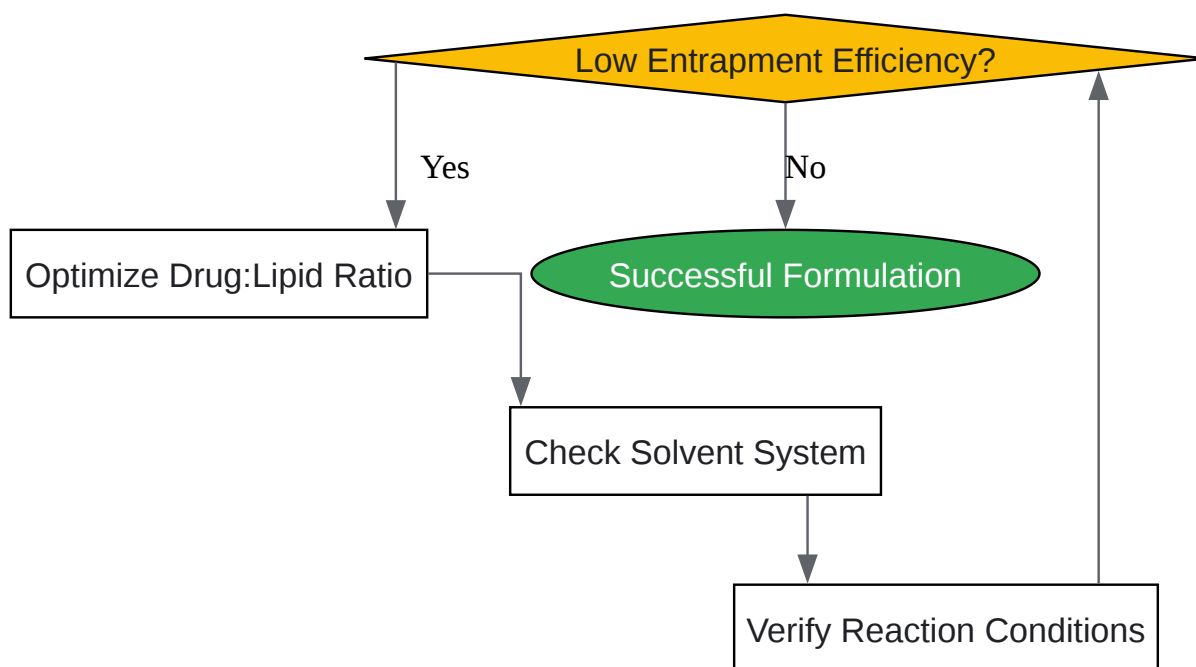 Low Entrapment Efficiency?
Yes
No
Optimize Drug:Lipid Ratio
Successful Formulation
Check Solvent System
Verify Reaction Conditions